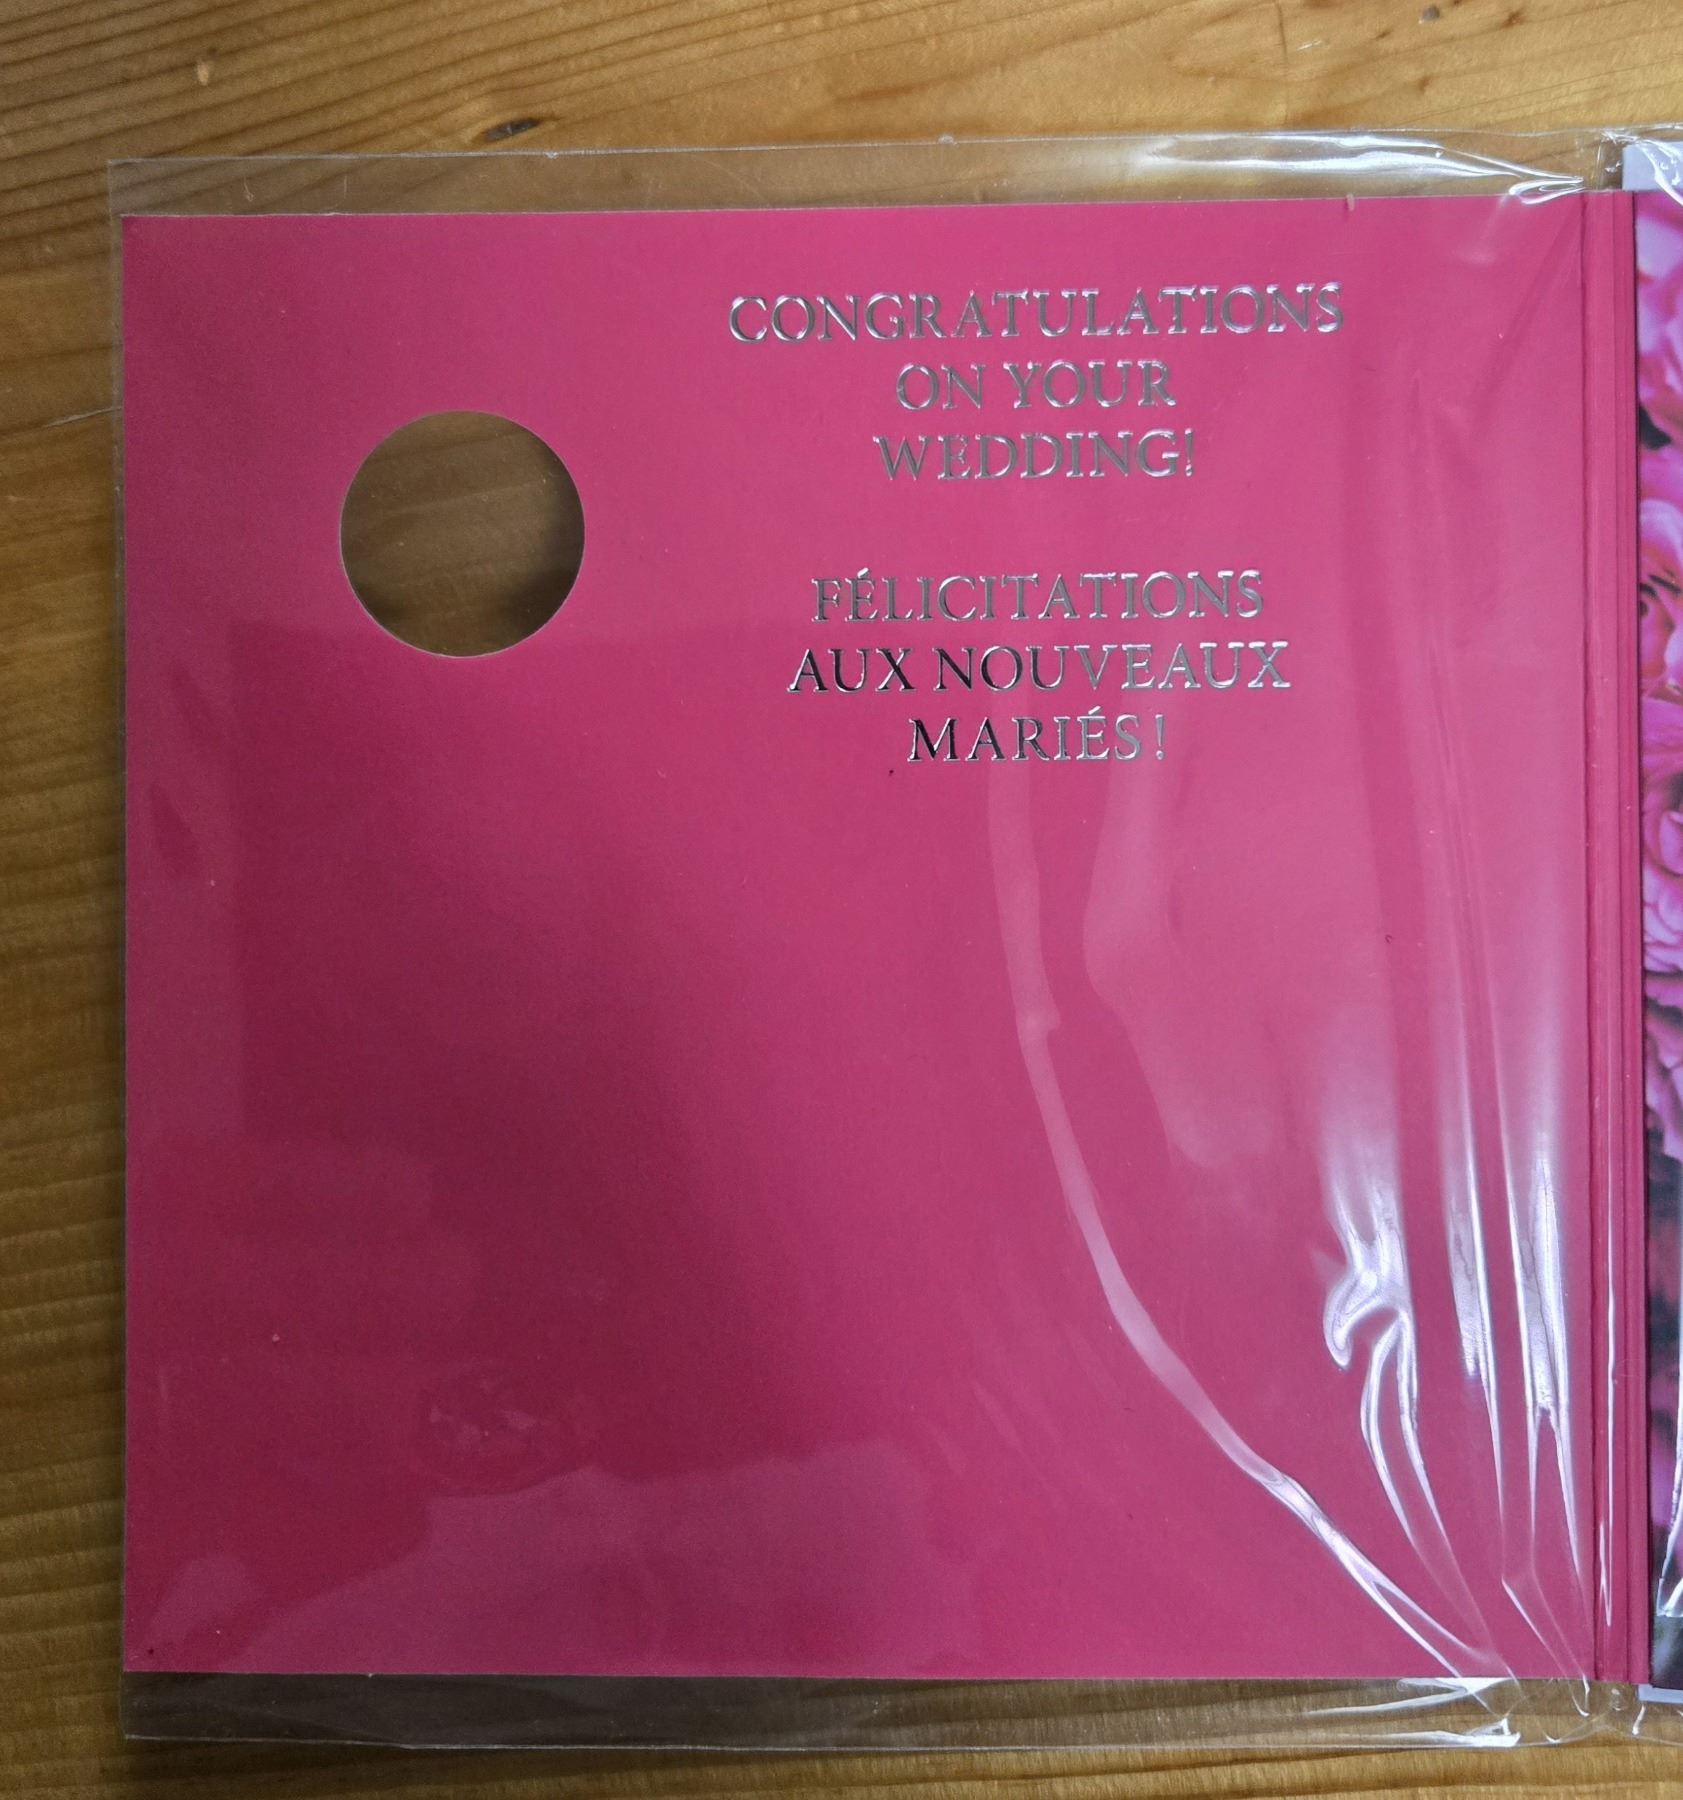 CONGRATULATIONS
ON YOUR
WEDDING!
FÉLICITATIONS
AUX NOUVEAUX
MARIÉS !